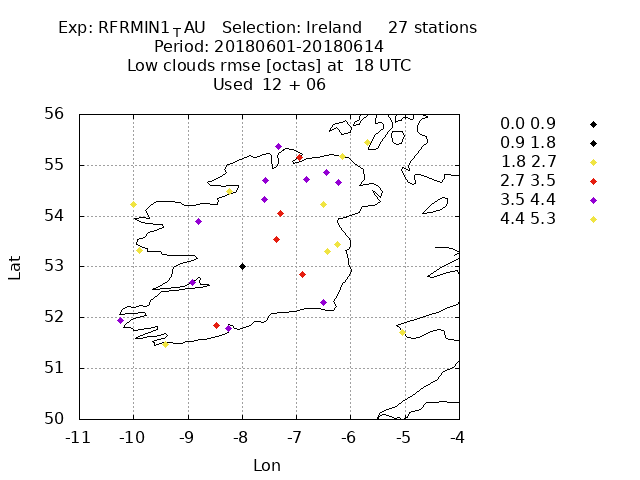 Exp: RFRMIN1_TAU Selection: Ireland 27 stations
Period: 20180601-20180614
Low clouds rmse [octas] at 18 UTC
Used 12 + 06
56
55
54
53
52
51
50
-11 -10 -9 -8 -7 -6 -5 -4
Lat
Lon
0.0 0.9
0.9 1.8
1.8 2.7
2.7 3.5
3.5 4.4
4.4 5.3